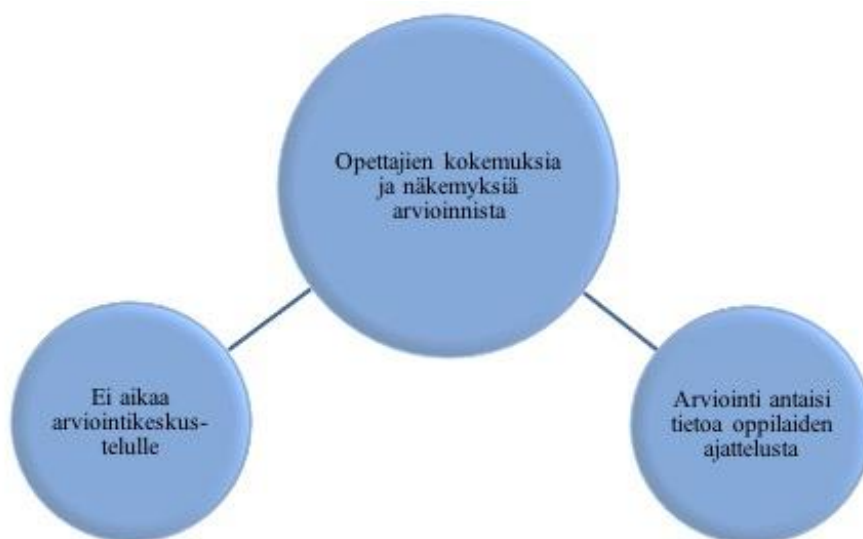 Opettajien kokemuksia
ja näkemyksiä
arvioinnista
Ei aikaa
arviointikeskus-
telulle
Arviointi antaisi
tietoa oppilaiden
ajattelusta